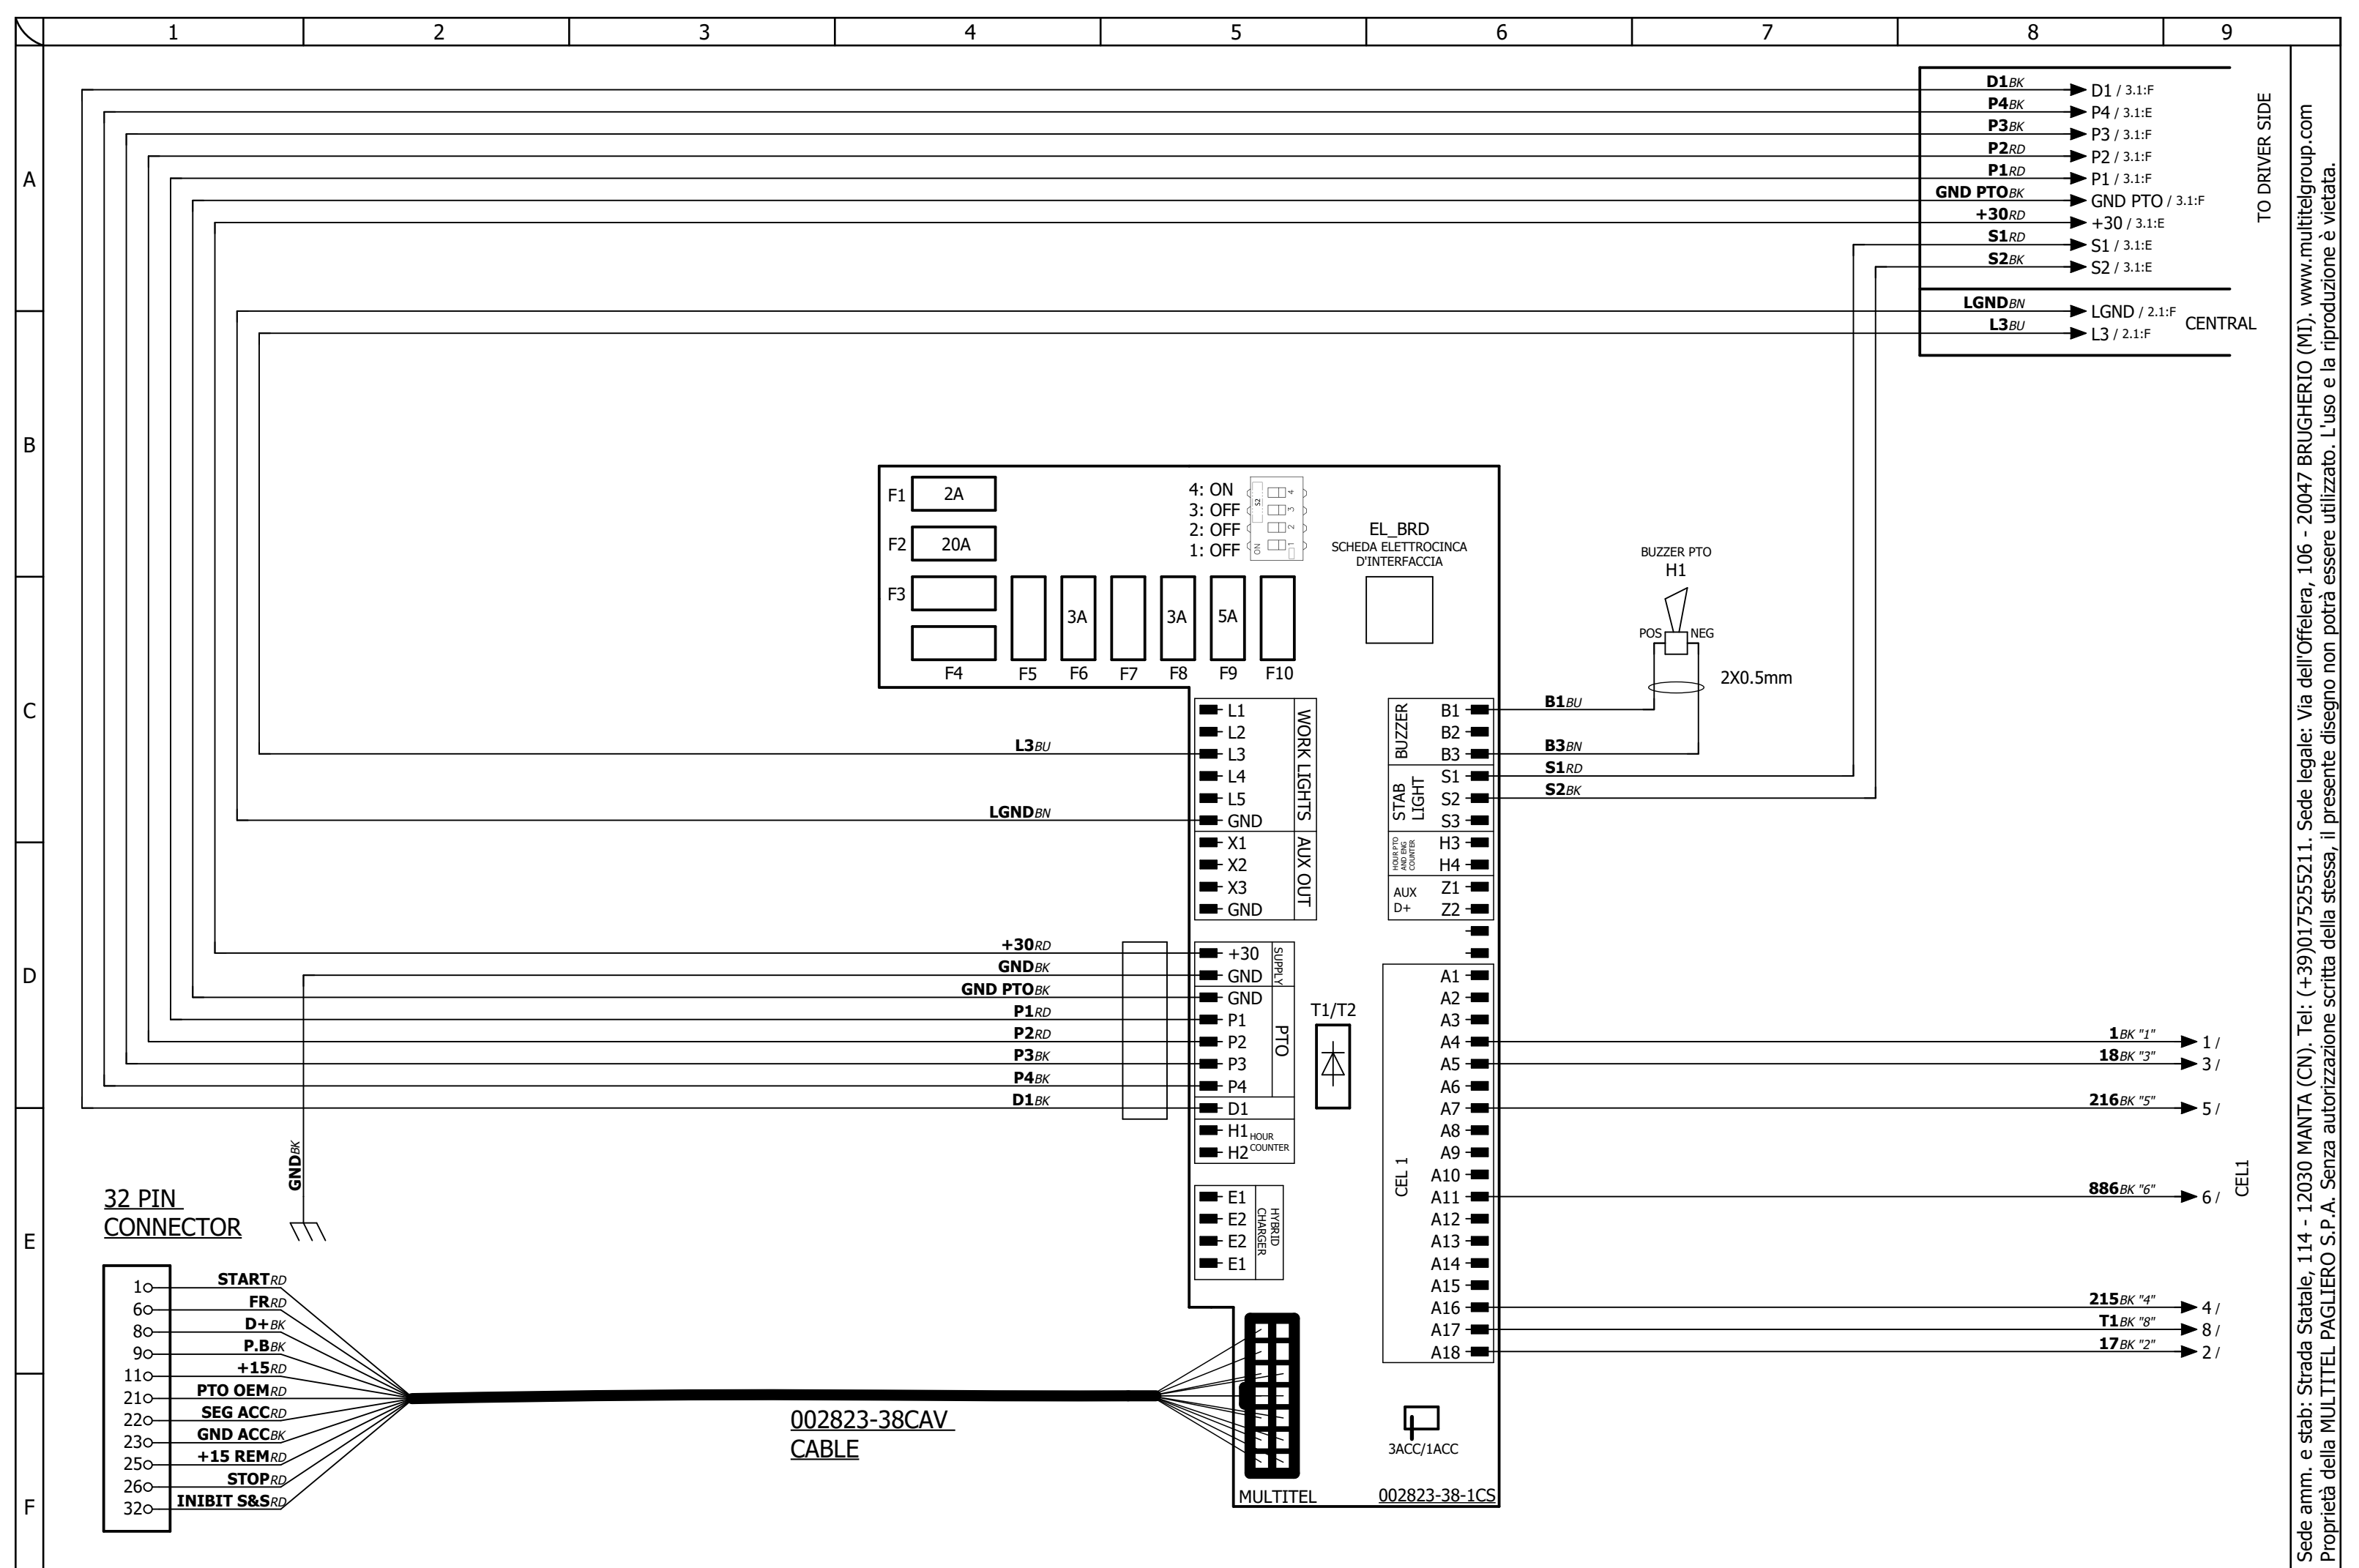 1 2 3 4 5 6 7 8 9
A
B
C
D
E
F
D1BK D1 / 3.1:F
P4BK P4 / 3.1:E
P3BK P3 / 3.1:F
P2RD P2 / 3.1:F
P1RD P1 / 3.1:F
GND PTOBK GND PTO / 3.1:F
+30RD +30 / 3.1:E
S1RD S1 / 3.1:E
S2BK S2 / 3.1:E
TO DRIVER SIDE
LGNDBN LGND / 2.1:F
L3BU L3 / 2.1:F
CENTRAL
F1 2A
F2 20A
F3
F4
F5
3A
F6
F7
3A
F8
5A
F9
F10
4: ON
3: OFF
2: OFF
1: OFF
S2
ON
1 2 3 4
EL_BRD
SCHEDA ELETTROCINCA
D'INTERFACCIA
BUZZER PTO
H1
POS NEG
2X0.5mm
L1
L2
L3BU L3
L4
L5
LGNDBN GND
WORK LIGHTS
X1
X2
X3
GND
AUX OUT
+30RD +30
GNDBK GND
SUPPLY
GND PTOBK GND
P1RD P1
P2RD P2
P3BK P3
P4BK P4
PTO
D1BK D1
H1
H2
HOUR
COUNTER
E1
E2
E2
E1
HYBRID
CHARGER
T1/T2
BUZZER
B1 B1BU
B2
B3 B3BN
STAB
LIGHT
S1 S1RD
S2 S2BK
S3
HOUR PTO
AND ENG
COUNTER
H3
H4
AUX
D+
Z1
Z2
CEL 1
A1
A2
A3
A4 1BK "1" 1 /
A5 18BK "3" 3 /
A6
A7 216BK "5" 5 /
A8
A9
A10
A11 886BK "6" 6 /
A12
A13
A14
A15
A16 215BK "4" 4 /
A17 T1BK "8" 8 /
A18 17BK "2" 2 /
CEL1
3ACC/1ACC
MULTITEL
002823-38-1CS
GNDBK
32 PIN
CONNECTOR
1 STARTRD
6 FRRD
8 D+BK
9 P.BBK
11 +15RD
21 PTO OEMRD
22 SEG ACCRD
23 GND ACCBK
25 +15 REMRD
26 STOPRD
32 INIBIT S&SRD
002823-38CAV
CABLE
Sede amm. e stab: Strada Statale, 114 - 12030 MANTA (CN). Tel: (+39)0175255211. Sede legale: Via dell'Offelera, 106 - 20047 BRUGHERIO (MI). www.multitelgroup.com
Proprietà della MULTITEL PAGLIERO S.P.A. Senza autorizzazione scritta della stessa, il presente disegno non potrà essere utilizzato. L'uso e la riproduzione è vietata.